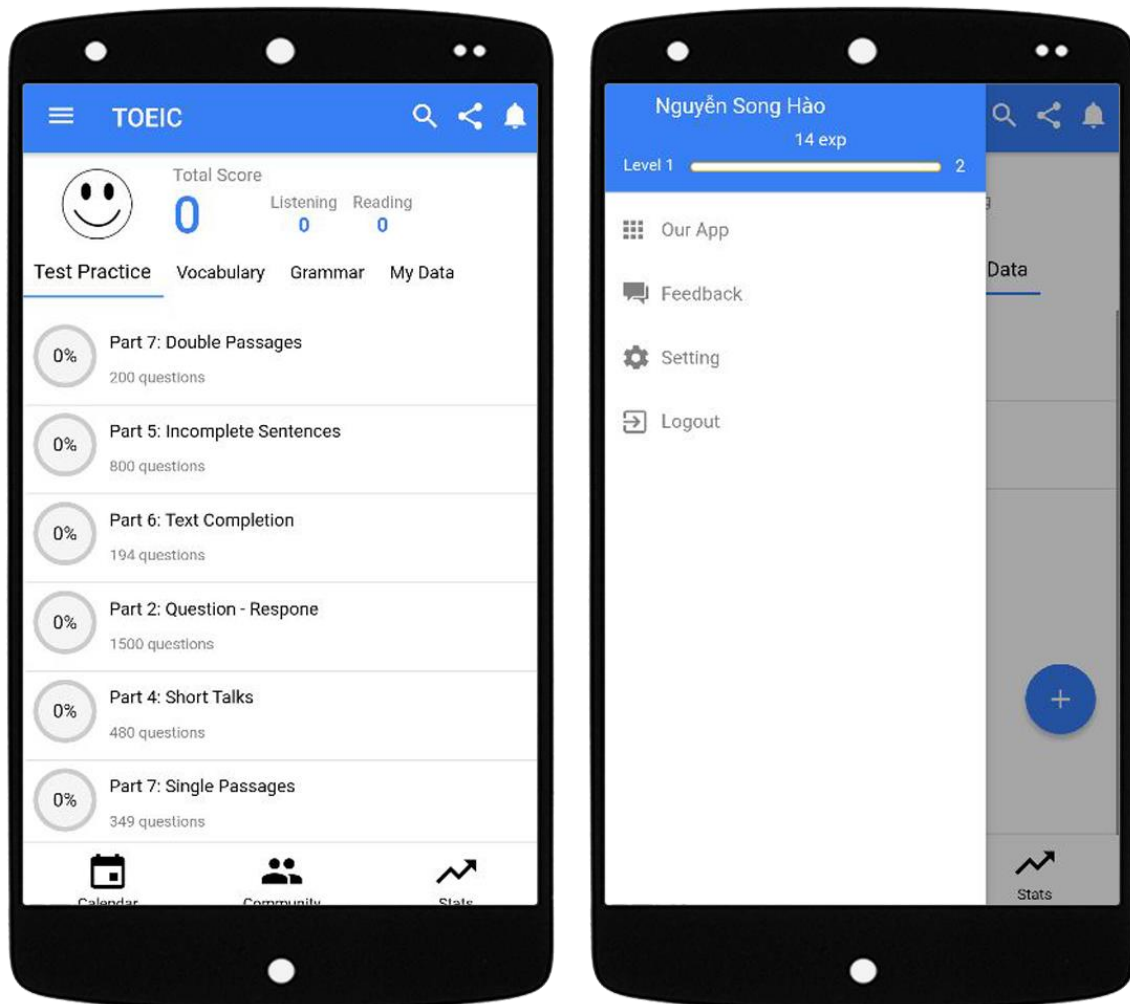 TOEIC
Total Score
0
Listening Reading
0 0
Test Practice Vocabulary Grammar My Data
0%
Part 7: Double Passages
200 questions
0%
Part 5: Incomplete Sentences
800 questions
0%
Part 6: Text Completion
194 questions
0%
Part 2: Question - Respone
1500 questions
0%
Part 4: Short Talks
480 questions
0%
Part 7: Single Passages
349 questions
Calendar Community Stats
Nguyễn Song Hào
14 exp
Level 1 2
Our App
Feedback
Setting
Logout
g
Data
+
Stats